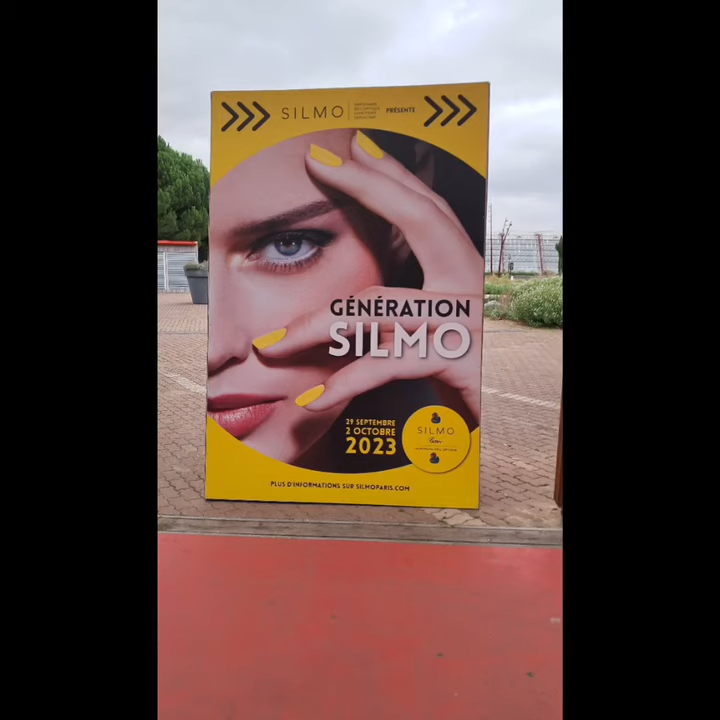 SILMO PRÉSENTE
GÉNÉRATION
SILMO
29 SEPTEMBRE
2 OCTOBRE
2023
SILMO
PLUS D'INFORMATIONS SUR SILMOPARIS.COM